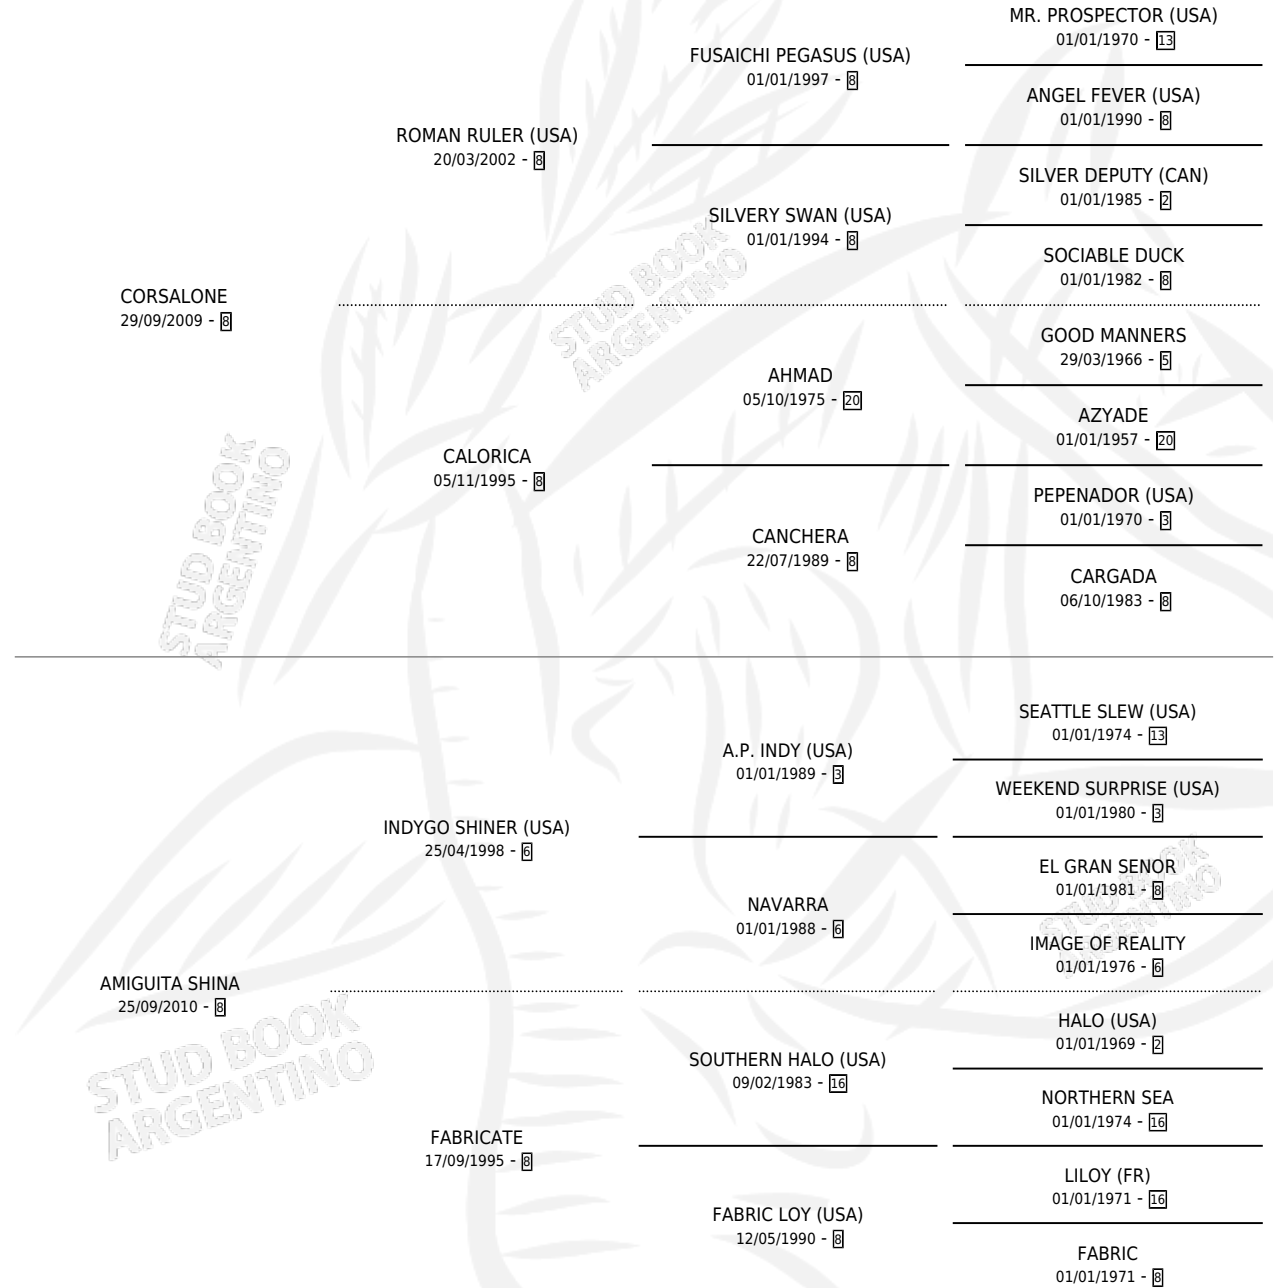 MR. PROSPECTOR (USA)
01/01/1970 - 13
FUSAICHI PEGASUS (USA)
01/01/1997 - 8
ANGEL FEVER (USA)
01/01/1990 - 8
ROMAN RULER (USA)
20/03/2002 - 8
SILVER DEPUTY (CAN)
01/01/1985 - 2
SILVERY SWAN (USA)
01/01/1994 - 8
SOCIABLE DUCK
01/01/1982 - 8
CORSALONE
29/09/2009 - 8
GOOD MANNERS
29/03/1966 - 5
AHMAD
05/10/1975 - 20
AZYADE
01/01/1957 - 20
CALORICA
05/11/1995 - 8
PEPENADOR (USA)
01/01/1970 - 3
CANCHERA
22/07/1989 - 8
CARGADA
06/10/1983 - 8
SEATTLE SLEW (USA)
01/01/1974 - 13
A.P. INDY (USA)
01/01/1989 - 3
WEEKEND SURPRISE (USA)
01/01/1980 - 3
INDYGO SHINER (USA)
25/04/1998 - 6
EL GRAN SENOR
01/01/1981 - 8
NAVARRA
01/01/1988 - 6
IMAGE OF REALITY
01/01/1976 - 6
AMIGUITA SHINA
25/09/2010 - 8
HALO (USA)
01/01/1969 - 2
SOUTHERN HALO (USA)
09/02/1983 - 16
NORTHERN SEA
01/01/1974 - 16
FABRICATE
17/09/1995 - 8
LILOY (FR)
01/01/1971 - 16
FABRIC LOY (USA)
12/05/1990 - 8
FABRIC
01/01/1971 - 8
STUD BOOK
ARGENTINO
STUD BOOK
ARGENTINO
STUD BOOK
ARGENTINO
STUD BOOK
ARGENTINO